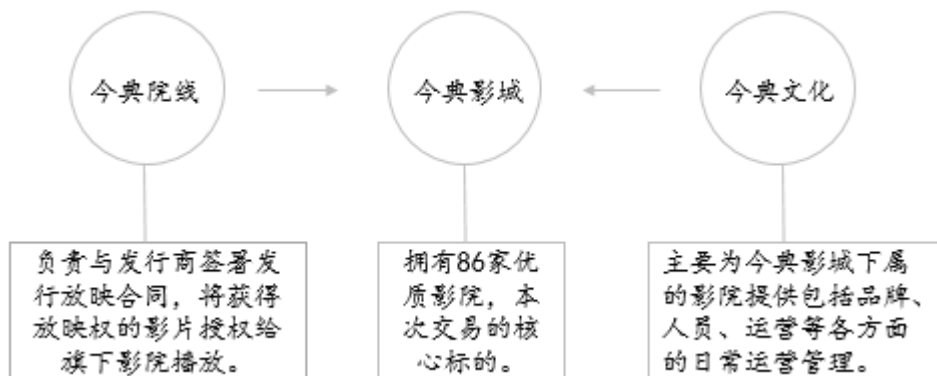 今典院线
今典影城
今典文化
负责与发行商签署发
行放映合同，将获得
放映权的影片授权给
旗下影院播放。
拥有86家优
质影院，本
次交易的核
心标的。
主要为今典影城下属
的影院提供包括品牌、
人员、运营等各方面
的日常运营管理。